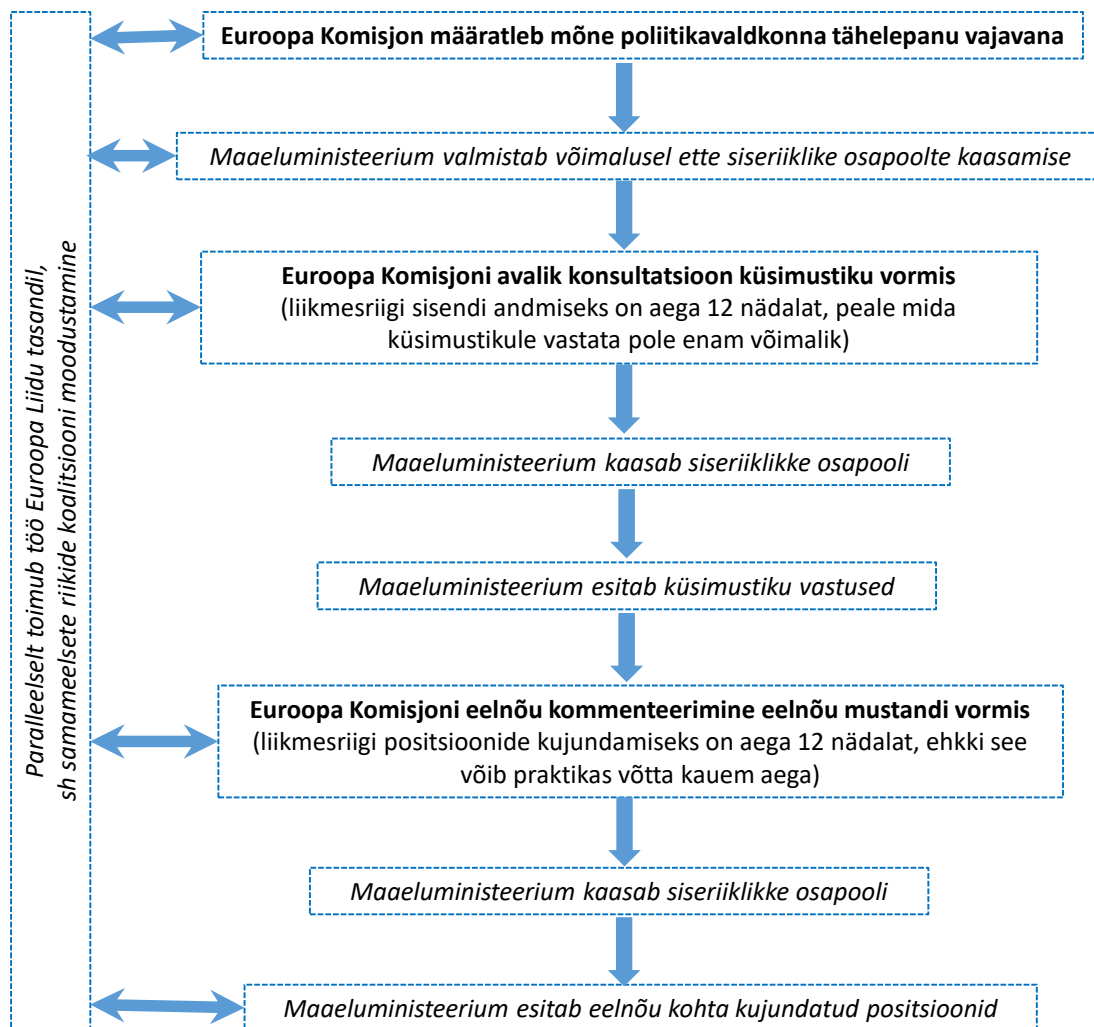 Euroopa Komisjon määratleb mõne poliitikavaldkonna tähelepanu vajavana
Maaeluministeerium valmistab võimalusel ette siseriiklike osapoolte kaasamise
Euroopa Komisjoni avalik konsultatsioon küsimustiku vormis
(liikmesriigi sisendi andmiseks on aega 12 nädalat, peale mida
küsimustikule vastata pole enam võimalik)
Maaeluministeerium kaasab siseriiklikke osapooli
Maaeluministeerium esitab küsimustiku vastused
Euroopa Komisjoni eelnõu kommenteerimine eelnõu mustandi vormis
(liikmesriigi positsioonide kujundamiseks on aega 12 nädalat, ehkki see
võib praktikas võtta kauem aega)
Maaeluministeerium kaasab siseriiklikke osapooli
Maaeluministeerium esitab eelnõu kohta kujundatud positsioonid
Paralleelselt toimub töö Euroopa Liidu tasandil,
sh samameelsete riikide koalitsiooni moodustamine